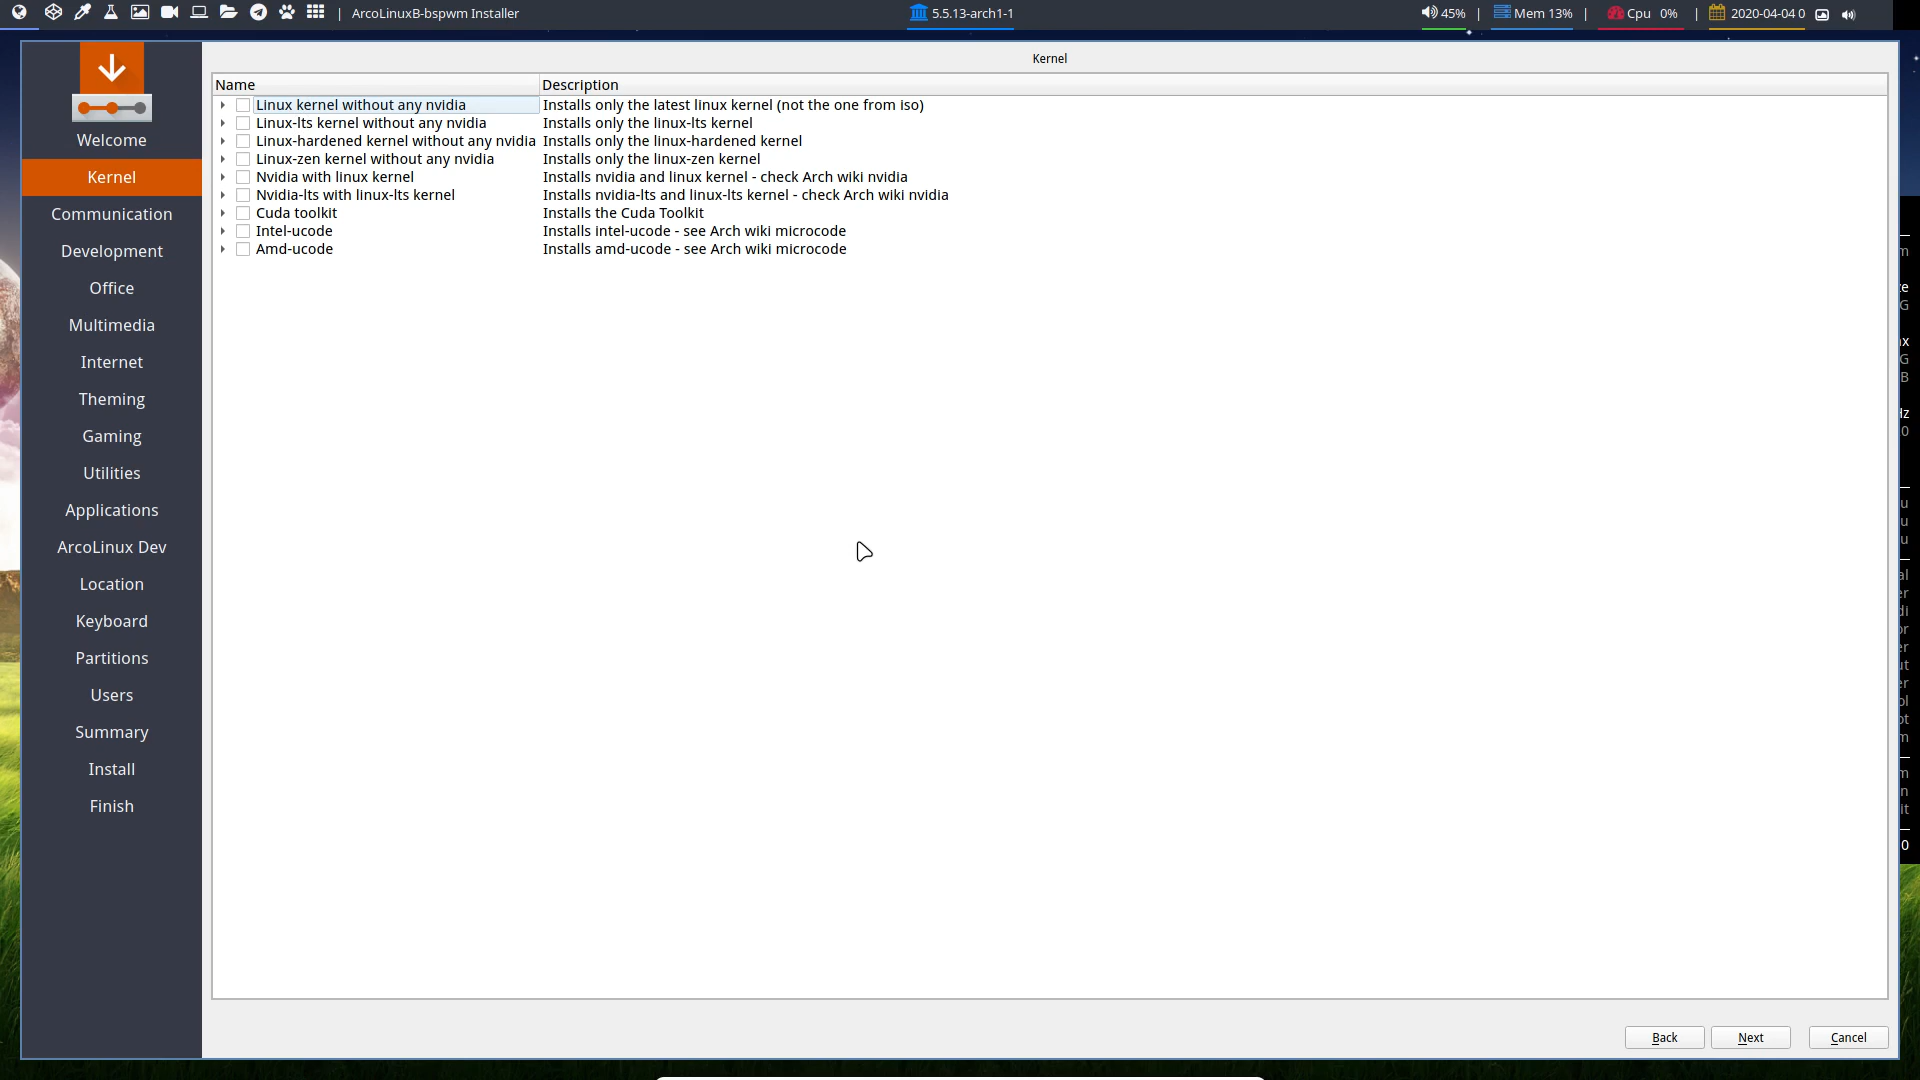 | ArcoLinuxB-bspwm Installer
5.5.13-arch1-1
45% | Mem 13% | Cpu 0% | 2020-04-04 0
Kernel
Name Description
Linux kernel without any nvidia Installs only the latest linux kernel (not the one from iso)
Linux-lts kernel without any nvidia Installs only the linux-lts kernel
Linux-hardened kernel without any nvidia Installs only the linux-hardened kernel
Linux-zen kernel without any nvidia Installs only the linux-zen kernel
Nvidia with linux kernel Installs nvidia and linux kernel - check Arch wiki nvidia
Nvidia-lts with linux-lts kernel Installs nvidia-lts and linux-lts kernel - check Arch wiki nvidia
Cuda toolkit Installs the Cuda Toolkit
Intel-ucode Installs intel-ucode - see Arch wiki microcode
Amd-ucode Installs amd-ucode - see Arch wiki microcode
Welcome
Kernel
Communication
Development
Office
Multimedia
Internet
Theming
Gaming
Utilities
Applications
ArcoLinux Dev
Location
Keyboard
Partitions
Users
Summary
Install
Finish
Back Next Cancel